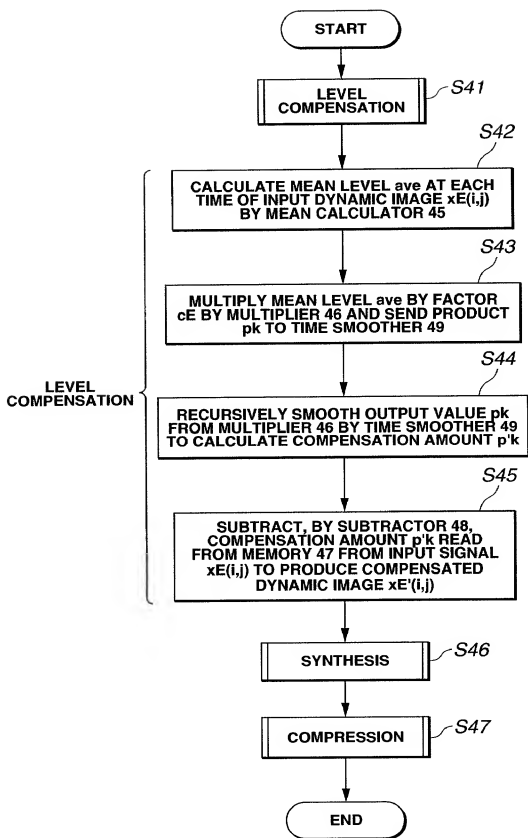 START
LEVEL
COMPENSATION
S41
S42
CALCULATE MEAN LEVEL ave AT EACH
TIME OF INPUT DYNAMIC IMAGE xE(i,j)
BY MEAN CALCULATOR 45
S43
MULTIPLY MEAN LEVEL ave BY FACTOR
cE BY MULTIPLIER 46 AND SEND PRODUCT
pk TO TIME SMOOTHER 49
LEVEL
COMPENSATION
S44
RECURSIVELY SMOOTH OUTPUT VALUE pk
FROM MULTIPLIER 46 BY TIME SMOOTHER 49
TO CALCULATE COMPENSATION AMOUNT p'k
S45
SUBTRACT, BY SUBTRACTOR 48,
COMPENSATION AMOUNT p'k READ
FROM MEMORY 47 FROM INPUT SIGNAL
xE(i,j) TO PRODUCE COMPENSATED
DYNAMIC IMAGE xE'(i,j)
SYNTHESIS
S46
COMPRESSION
S47
END